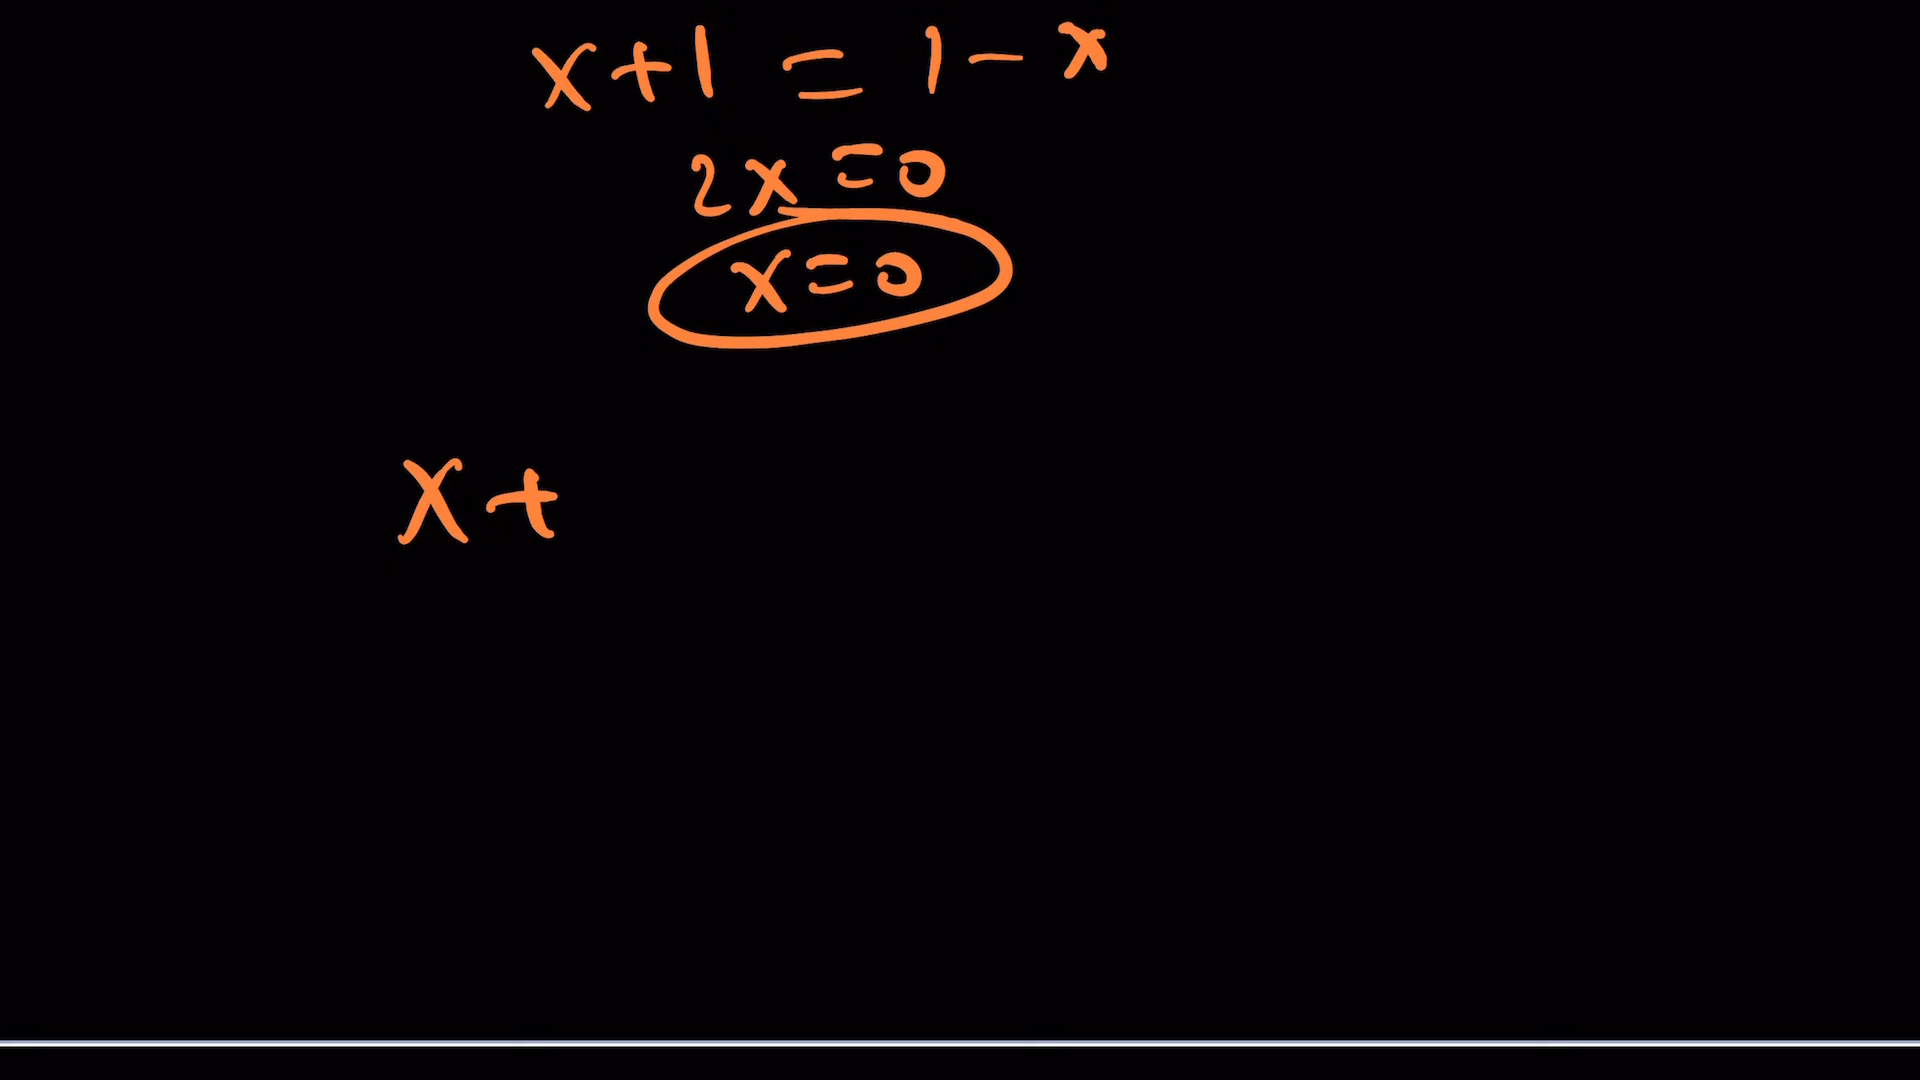 x+1 = 1-x
2x=0
x=0
x+